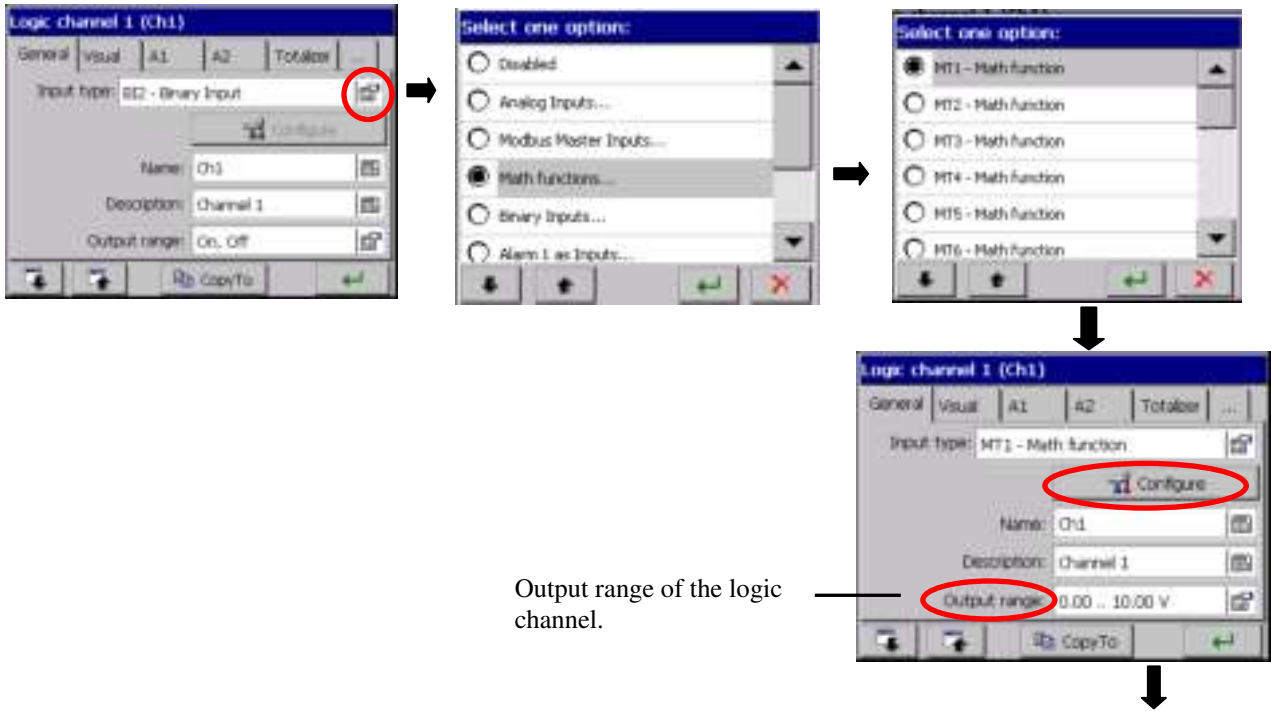 Logic channel 1 (Ch1)
General Visual A1 A2 Totalizer ...
Input type: BI2 - Binary Input
Configure
Name: Ch1
Description: Channel 1
Output range: On, Off
CopyTo
Select one option:
Disabled
Analog Inputs...
Modbus Master Inputs...
Math functions...
Binary Inputs...
Alarm 1 as Inputs...
Select one option:
MT1 - Math function
MT2 - Math function
MT3 - Math function
MT4 - Math function
MT5 - Math function
MT6 - Math function
Logic channel 1 (Ch1)
General Visual A1 A2 Totalizer ...
Input type: MT1 - Math function
Configure
Name: Ch1
Description: Channel 1
Output range: 0.00 .. 10.00 V
CopyTo
Output range of the logic
channel.